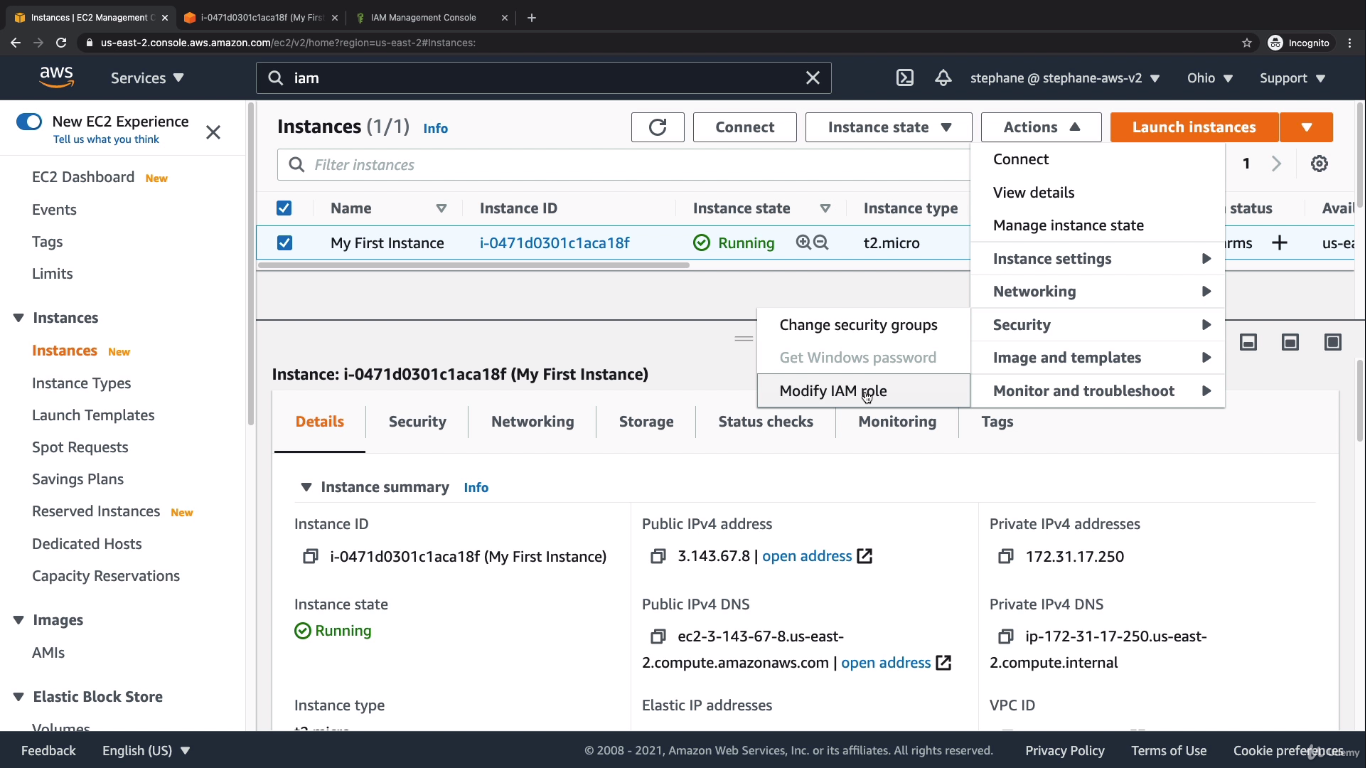 Instances | EC2 Management C
i-0471d0301c1aca18f (My First
IAM Management Console
us-east-2.console.aws.amazon.com/ec2/v2/home?region=us-east-2#Instances:
Incognito
aws
Services
iam
stephane @ stephane-aws-v2
Ohio
Support
New EC2 Experience
Tell us what you think
EC2 Dashboard New
Events
Tags
Limits
Instances
Instances New
Instance Types
Launch Templates
Spot Requests
Savings Plans
Reserved Instances New
Dedicated Hosts
Capacity Reservations
Images
AMIs
Elastic Block Store
Volumes
Instances (1/1) Info
Connect
Instance state
Actions
Launch instances
Filter instances
1
Name
Instance ID
Instance state
Instance type
status
Avail
My First Instance
i-0471d0301c1aca18f
Running
t2.micro
rms
us-ea
Connect
View details
Manage instance state
Instance settings
Networking
Security
Image and templates
Monitor and troubleshoot
Change security groups
Get Windows password
Modify IAM role
Instance: i-0471d0301c1aca18f (My First Instance)
Details
Security
Networking
Storage
Status checks
Monitoring
Tags
Instance summary Info
Instance ID
i-0471d0301c1aca18f (My First Instance)
Public IPv4 address
3.143.67.8 | open address
Private IPv4 addresses
172.31.17.250
Instance state
Running
Public IPv4 DNS
ec2-3-143-67-8.us-east-
2.compute.amazonaws.com | open address
Private IPv4 DNS
ip-172-31-17-250.us-east-
2.compute.internal
Instance type
t2.micro
Elastic IP addresses
VPC ID
Feedback
English (US)
© 2008 - 2021, Amazon Web Services, Inc. or its affiliates. All rights reserved.
Privacy Policy
Terms of Use
Cookie preferences
Udemy